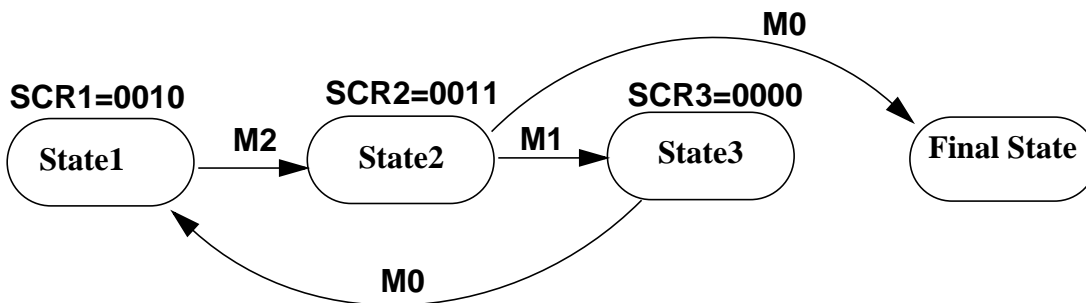 M0
SCR1=0010
SCR2=0011
SCR3=0000
State1
M2
State2
M1
State3
Final State
M0